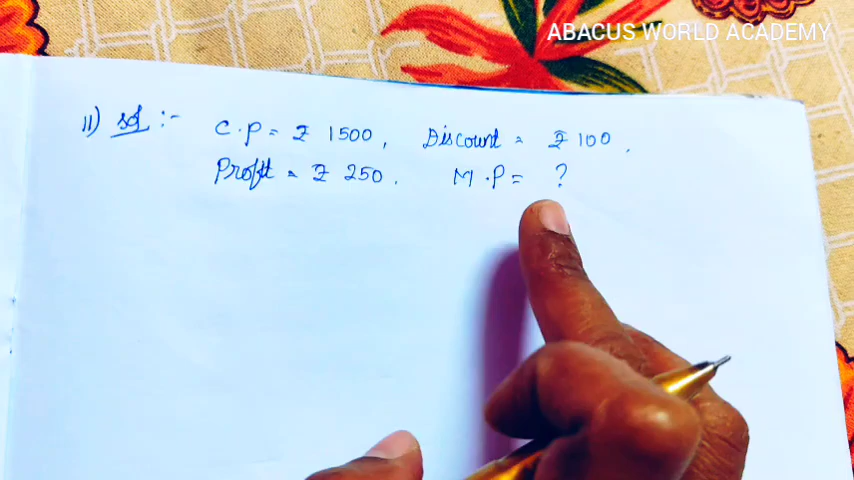 ABACUS WORLD ACADEMY
11) Sol :- C.P = ₹ 1500, Discount = ₹ 100.
Profit = ₹ 250. M.P = ?